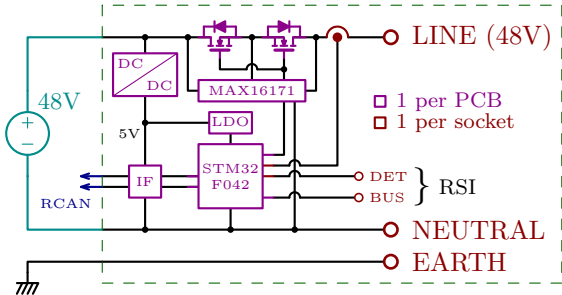 LINE (48V)
DC
DC
MAX16171
48V
1 per PCB
1 per socket
5V
LDO
+
−
STM32
F042
IF
DET
BUS
RSI
RCAN
NEUTRAL
EARTH